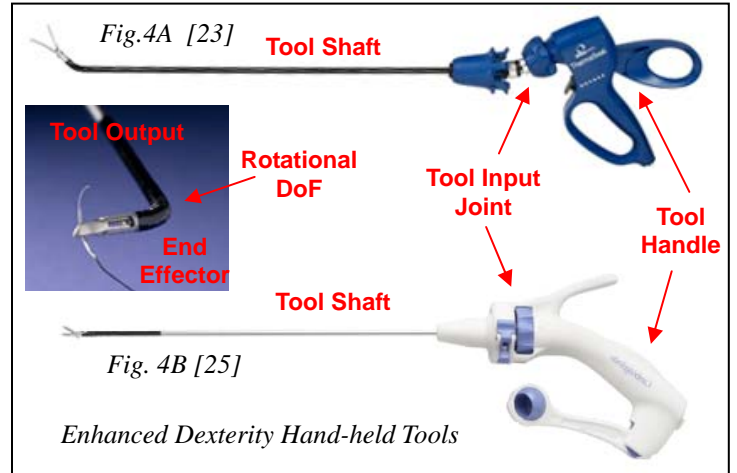 Fig.4A [23]
Tool Shaft
Tool Output
Rotational
DoF
End
Effector
Tool Input
Joint
Tool
Handle
Tool Shaft
Fig. 4B [25]
Enhanced Dexterity Hand-held Tools